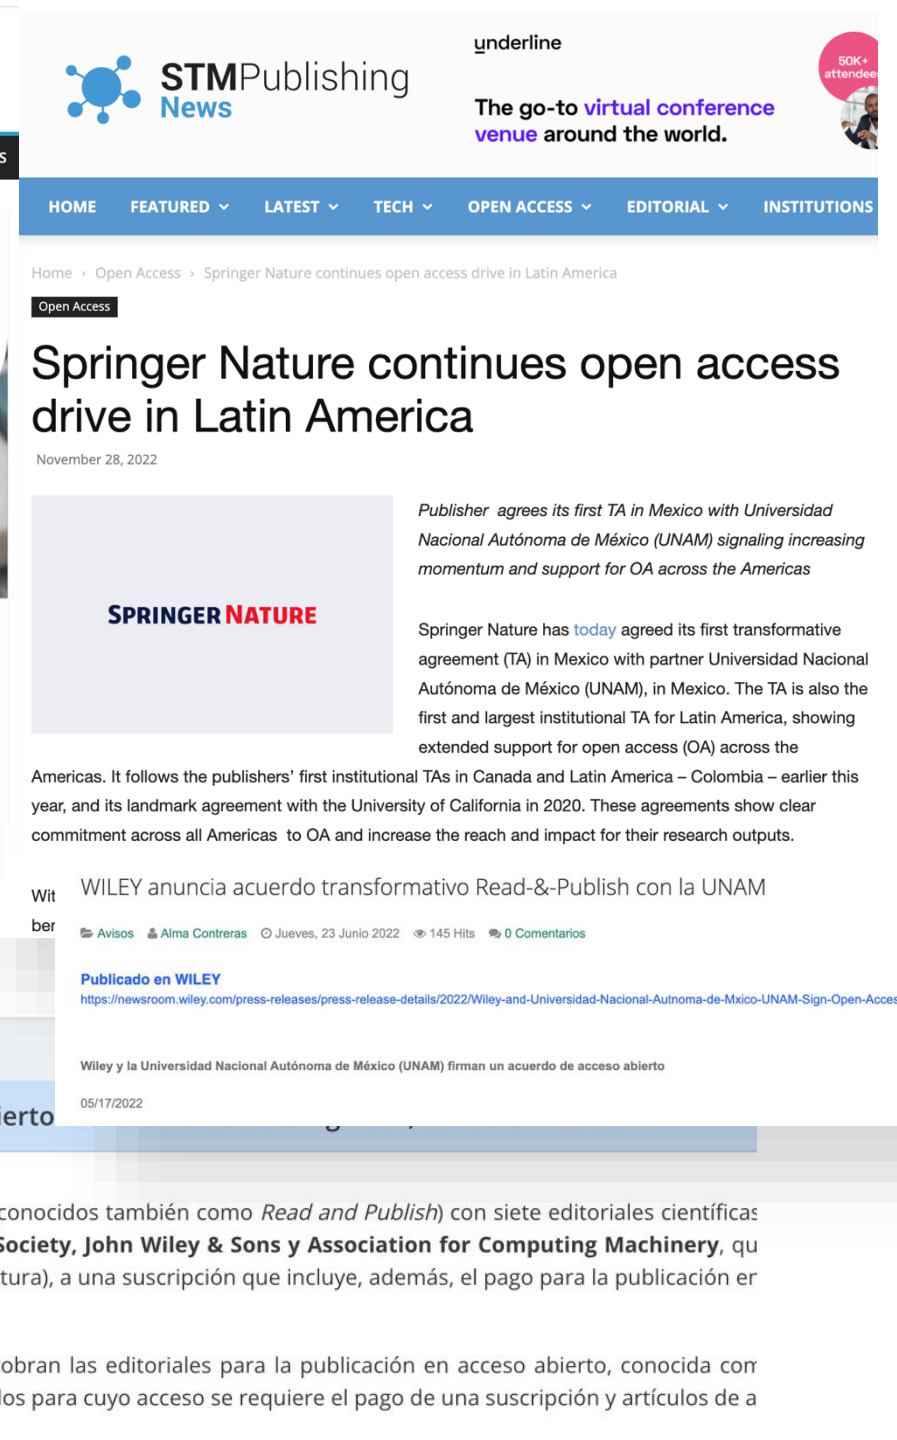 S
STMPublishing
News
underline
The go-to virtual conference
venue around the world.
50K+
attendees
HOME FEATURED LATEST TECH OPEN ACCESS EDITORIAL INSTITUTIONS
Home › Open Access › Springer Nature continues open access drive in Latin America
Open Access
Springer Nature continues open access
drive in Latin America
November 28, 2022
SPRINGER NATURE
Publisher agrees its first TA in Mexico with Universidad
Nacional Autónoma de México (UNAM) signaling increasing
momentum and support for OA across the Americas
Springer Nature has today agreed its first transformative
agreement (TA) in Mexico with partner Universidad Nacional
Autónoma de México (UNAM), in Mexico. The TA is also the
first and largest institutional TA for Latin America, showing
extended support for open access (OA) across the
Americas. It follows the publishers’ first institutional TAs in Canada and Latin America – Colombia – earlier this
year, and its landmark agreement with the University of California in 2020. These agreements show clear
commitment across all Americas to OA and increase the reach and impact for their research outputs.
Wit
ber
WILEY anuncia acuerdo transformativo Read-&-Publish con la UNAM
Avisos Alma Contreras Jueves, 23 Junio 2022 145 Hits 0 Comentarios
Publicado en WILEY
https://newsroom.wiley.com/press-releases/press-release-details/2022/Wiley-and-Universidad-Nacional-Autnoma-de-Mxico-UNAM-Sign-Open-Acces
Wiley y la Universidad Nacional Autónoma de México (UNAM) firman un acuerdo de acceso abierto
05/17/2022
ierto
conocidos también como Read and Publish) con siete editoriales científicas
Society, John Wiley & Sons y Association for Computing Machinery, qu
tura), a una suscripción que incluye, además, el pago para la publicación en
obran las editoriales para la publicación en acceso abierto, conocida com
los para cuyo acceso se requiere el pago de una suscripción y artículos de a